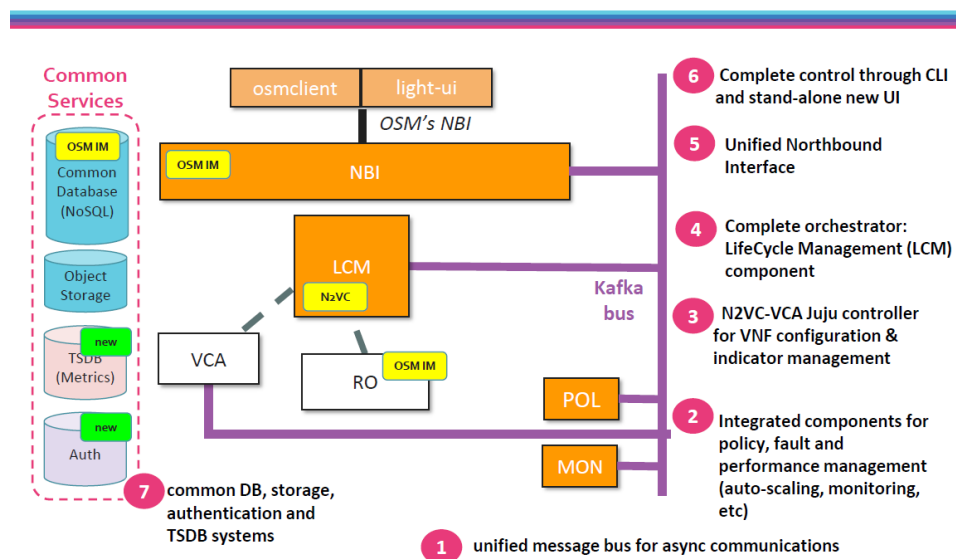 Common
Services
OSM IM
Common
Database
(NoSQL)
Object
Storage
new
TSDB
(Metrics)
new
Auth
7
common DB, storage,
authentication and
TSDB systems
osmclient
light-ui
OSM's NBI
OSM IM
NBI
LCM
N2VC
VCA
OSM IM
RO
Kafka
bus
POL
MON
6
Complete control through CLI
and stand-alone new UI
5
Unified Northbound
Interface
4
Complete orchestrator:
LifeCycle Management (LCM)
component
3
N2VC-VCA Juju controller
for VNF configuration &
indicator management
2
Integrated components for
policy, fault and
performance management
(auto-scaling, monitoring,
etc)
1
unified message bus for async communications